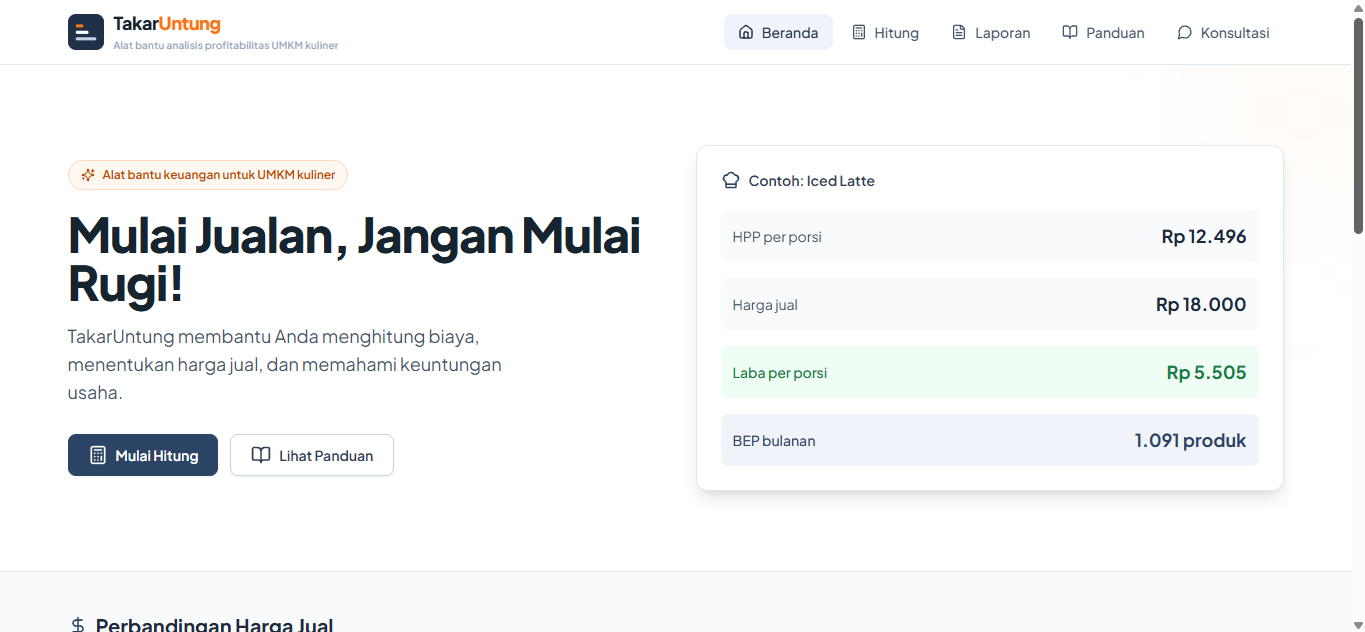 TakarUntung
Alat bantu analisis profitabilitas UMKM kuliner
Beranda
Hitung
Laporan
Panduan
Konsultasi
Alat bantu keuangan untuk UMKM kuliner
Mulai Jualan, Jangan Mulai
Rugi!
TakarUntung membantu Anda menghitung biaya,
menentukan harga jual, dan memahami keuntungan
usaha.
Mulai Hitung
Lihat Panduan
Contoh: Iced Latte
HPP per porsi Rp 12.496
Harga jual Rp 18.000
Laba per porsi Rp 5.505
BEP bulanan 1.091 produk
$ Perbandingan Harga Jual